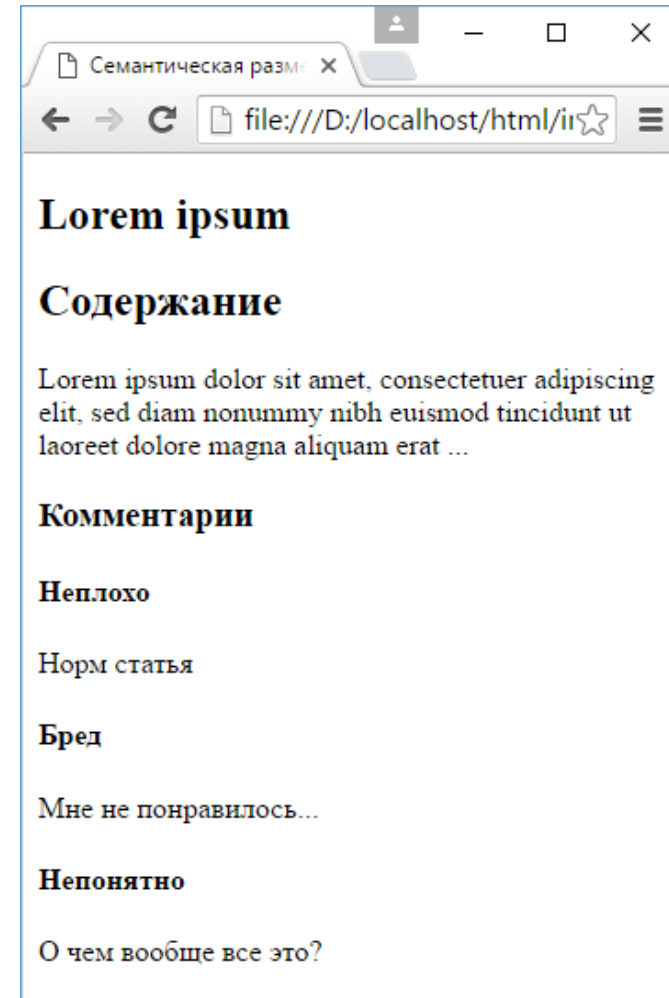 Семантическая разме
file:///D:/localhost/html/i
Lorem ipsum
Содержание
Lorem ipsum dolor sit amet, consectetuer adipiscing
elit, sed diam nonummy nibh euismod tincidunt ut
laoreet dolore magna aliquam erat ...
Комментарии
Неплохо
Норм статья
Бред
Мне не понравилось...
Непонятно
О чем вообще все это?